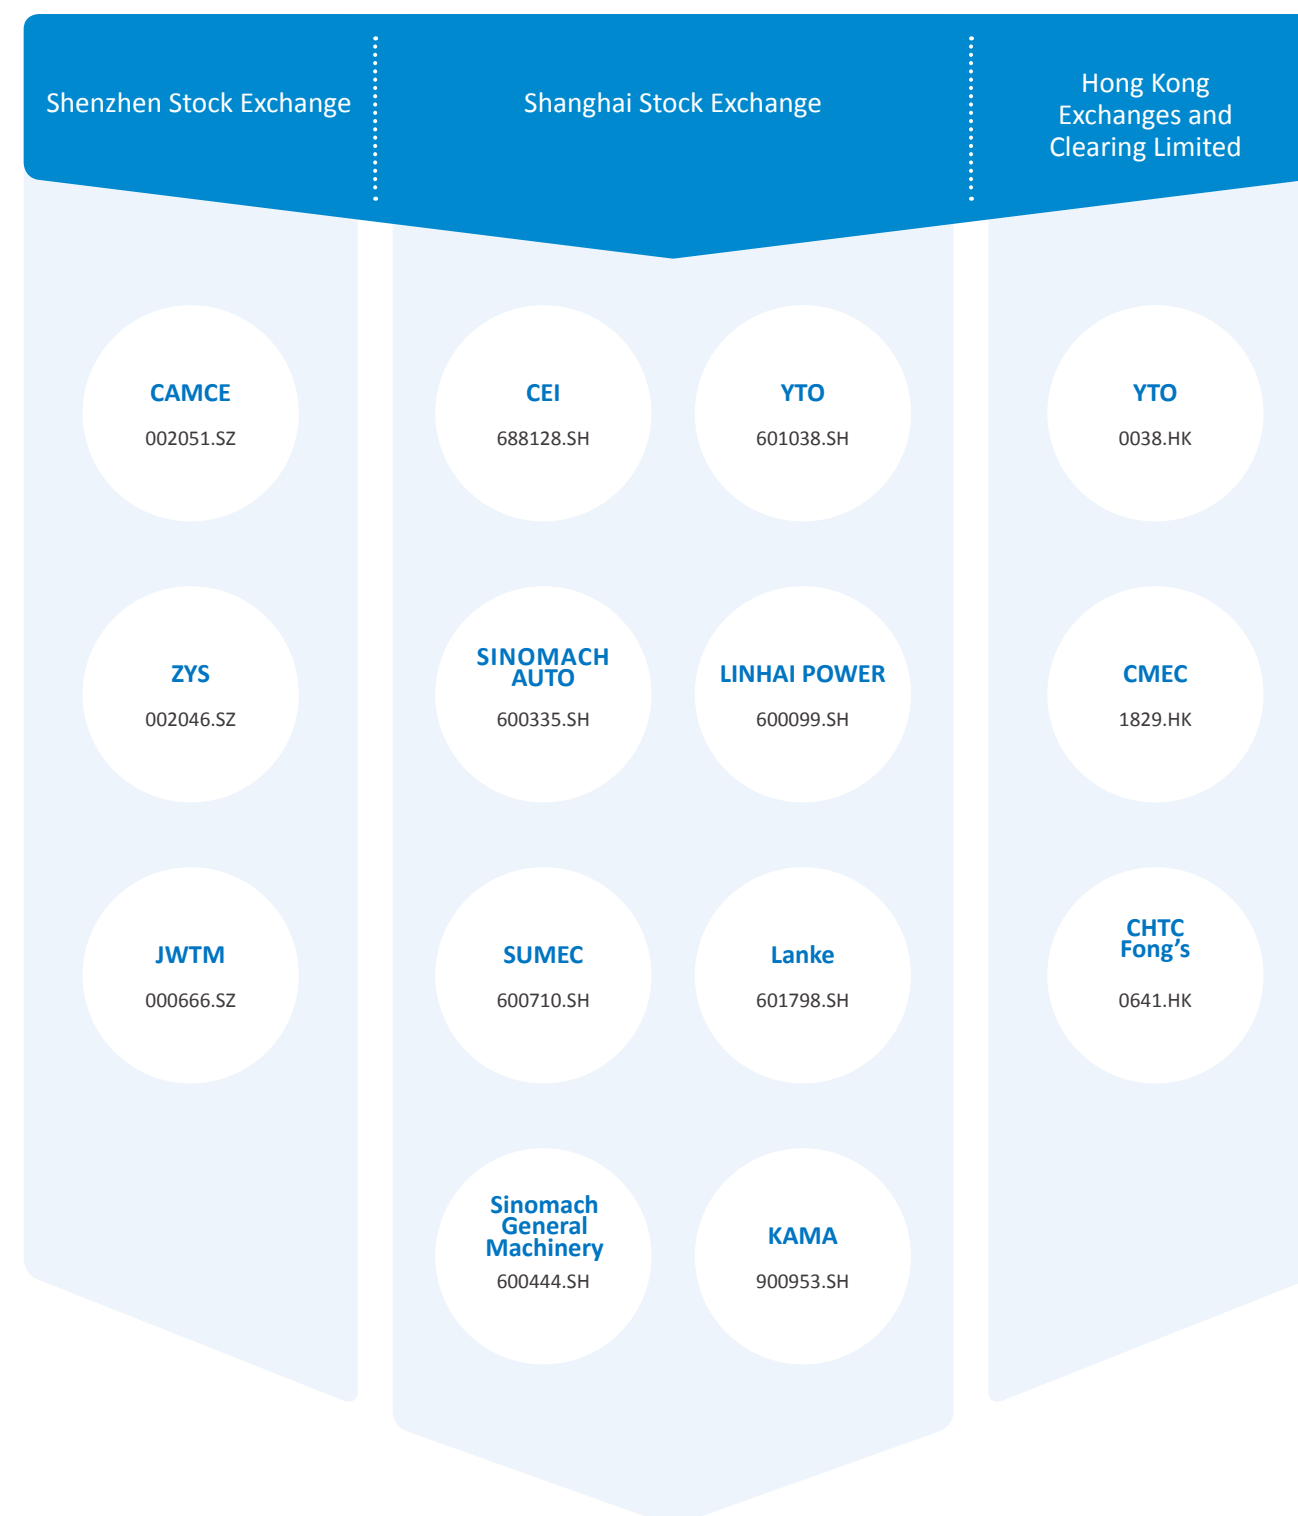 Shenzhen Stock Exchange
Shanghai Stock Exchange
Hong Kong
Exchanges and
Clearing Limited
CAMCE
002051.SZ
ZYS
002046.SZ
JWTM
000666.SZ
CEI
688128.SH
YTO
601038.SH
SINOMACH
AUTO
600335.SH
LINHAI POWER
600099.SH
SUMEC
600710.SH
Lanke
601798.SH
Sinomach
General
Machinery
600444.SH
KAMA
900953.SH
YTO
0038.HK
CMEC
1829.HK
CHTC
Fong’s
0641.HK